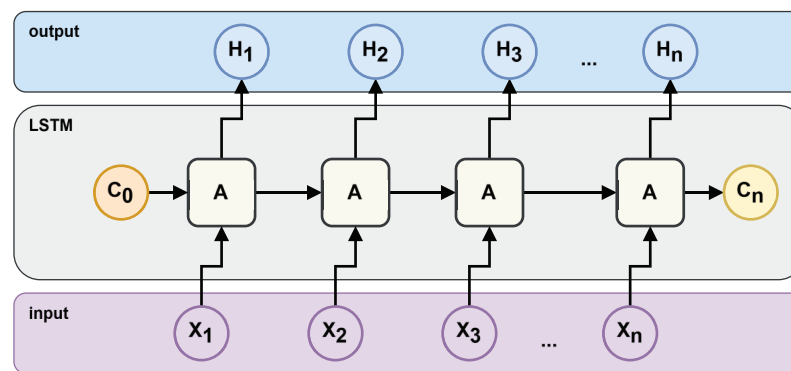 output
H1 H2 H3 ... Hn
LSTM
C0 A A A A Cn
input
X1 X2 X3 ... Xn